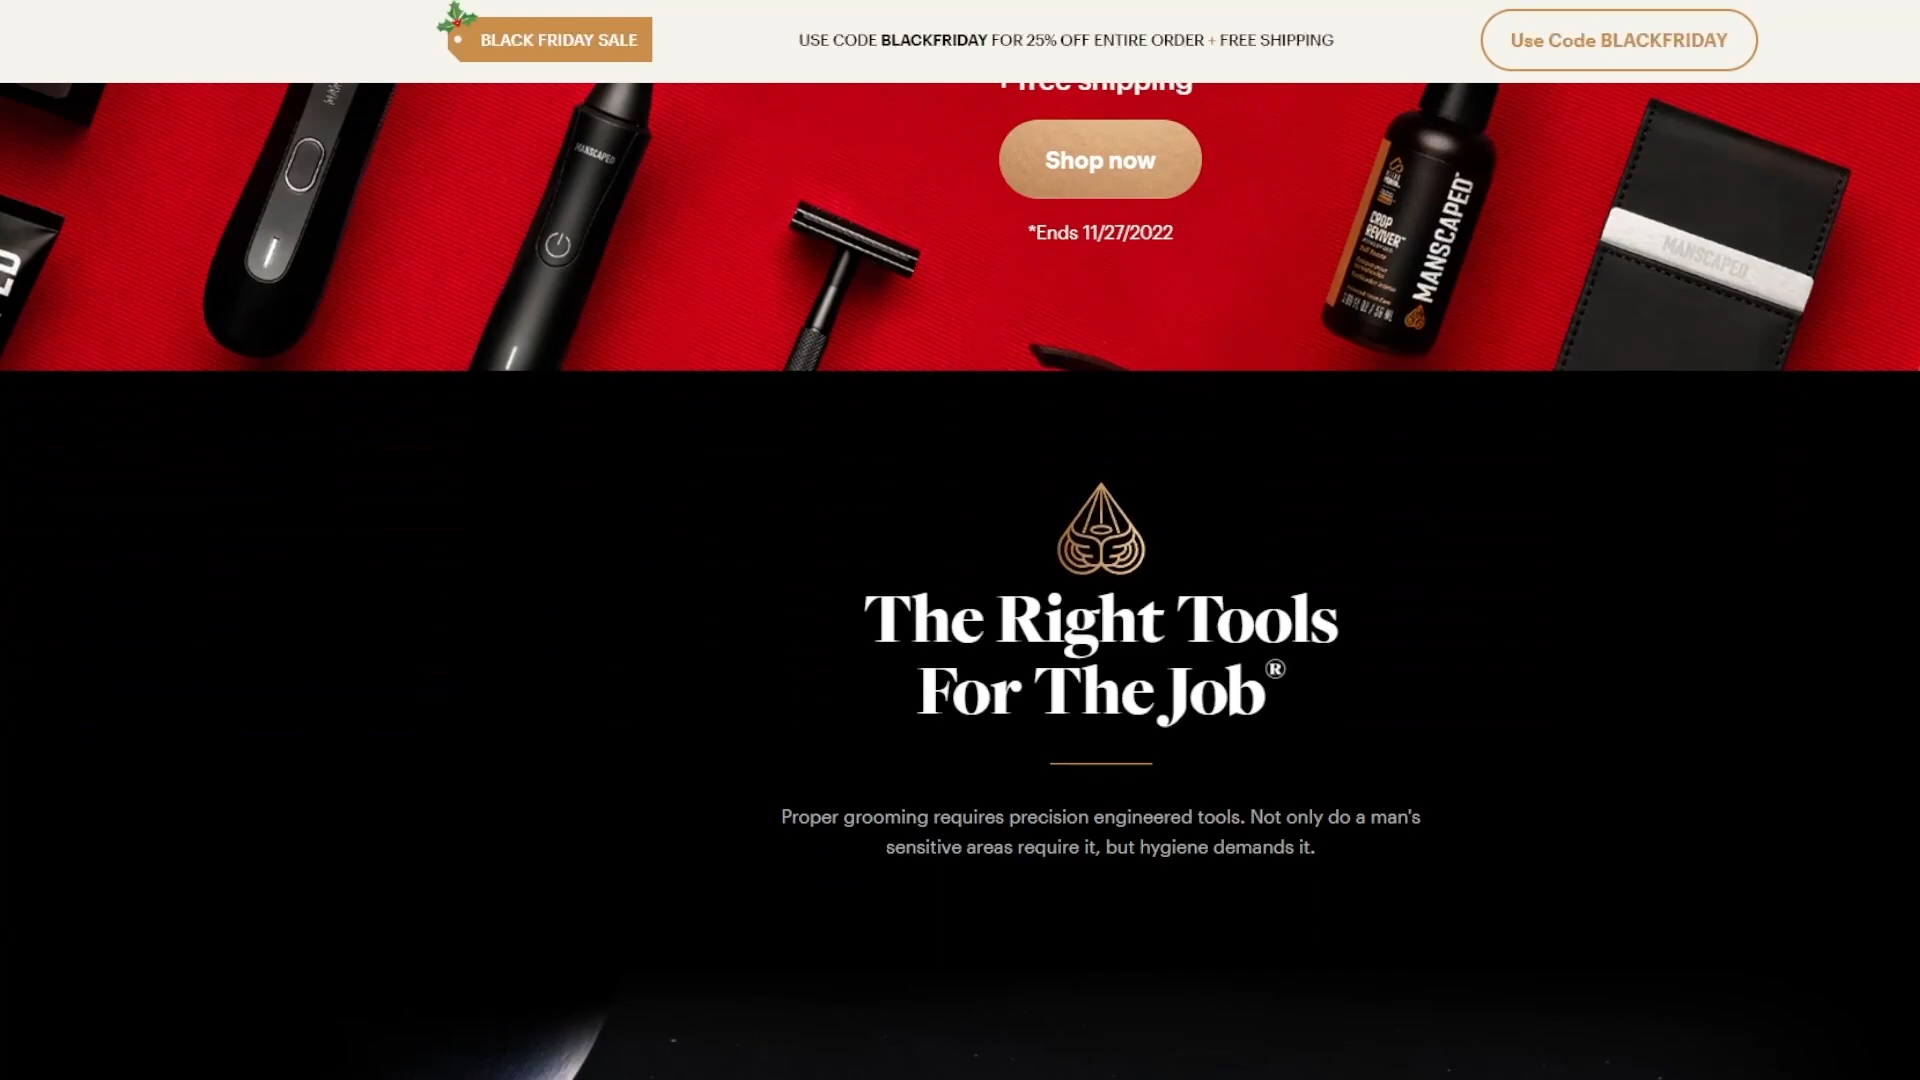 BLACK FRIDAY SALE
USE CODE BLACKFRIDAY FOR 25% OFF ENTIRE ORDER + FREE SHIPPING
Use Code BLACKFRIDAY
+ free shipping
Shop now
*Ends 11/27/2022
MANSCAPED
CROP
REVIVER™
MANSCAPED™
MANSCAPED
The Right Tools
For The Job®
Proper grooming requires precision engineered tools. Not only do a man's
sensitive areas require it, but hygiene demands it.